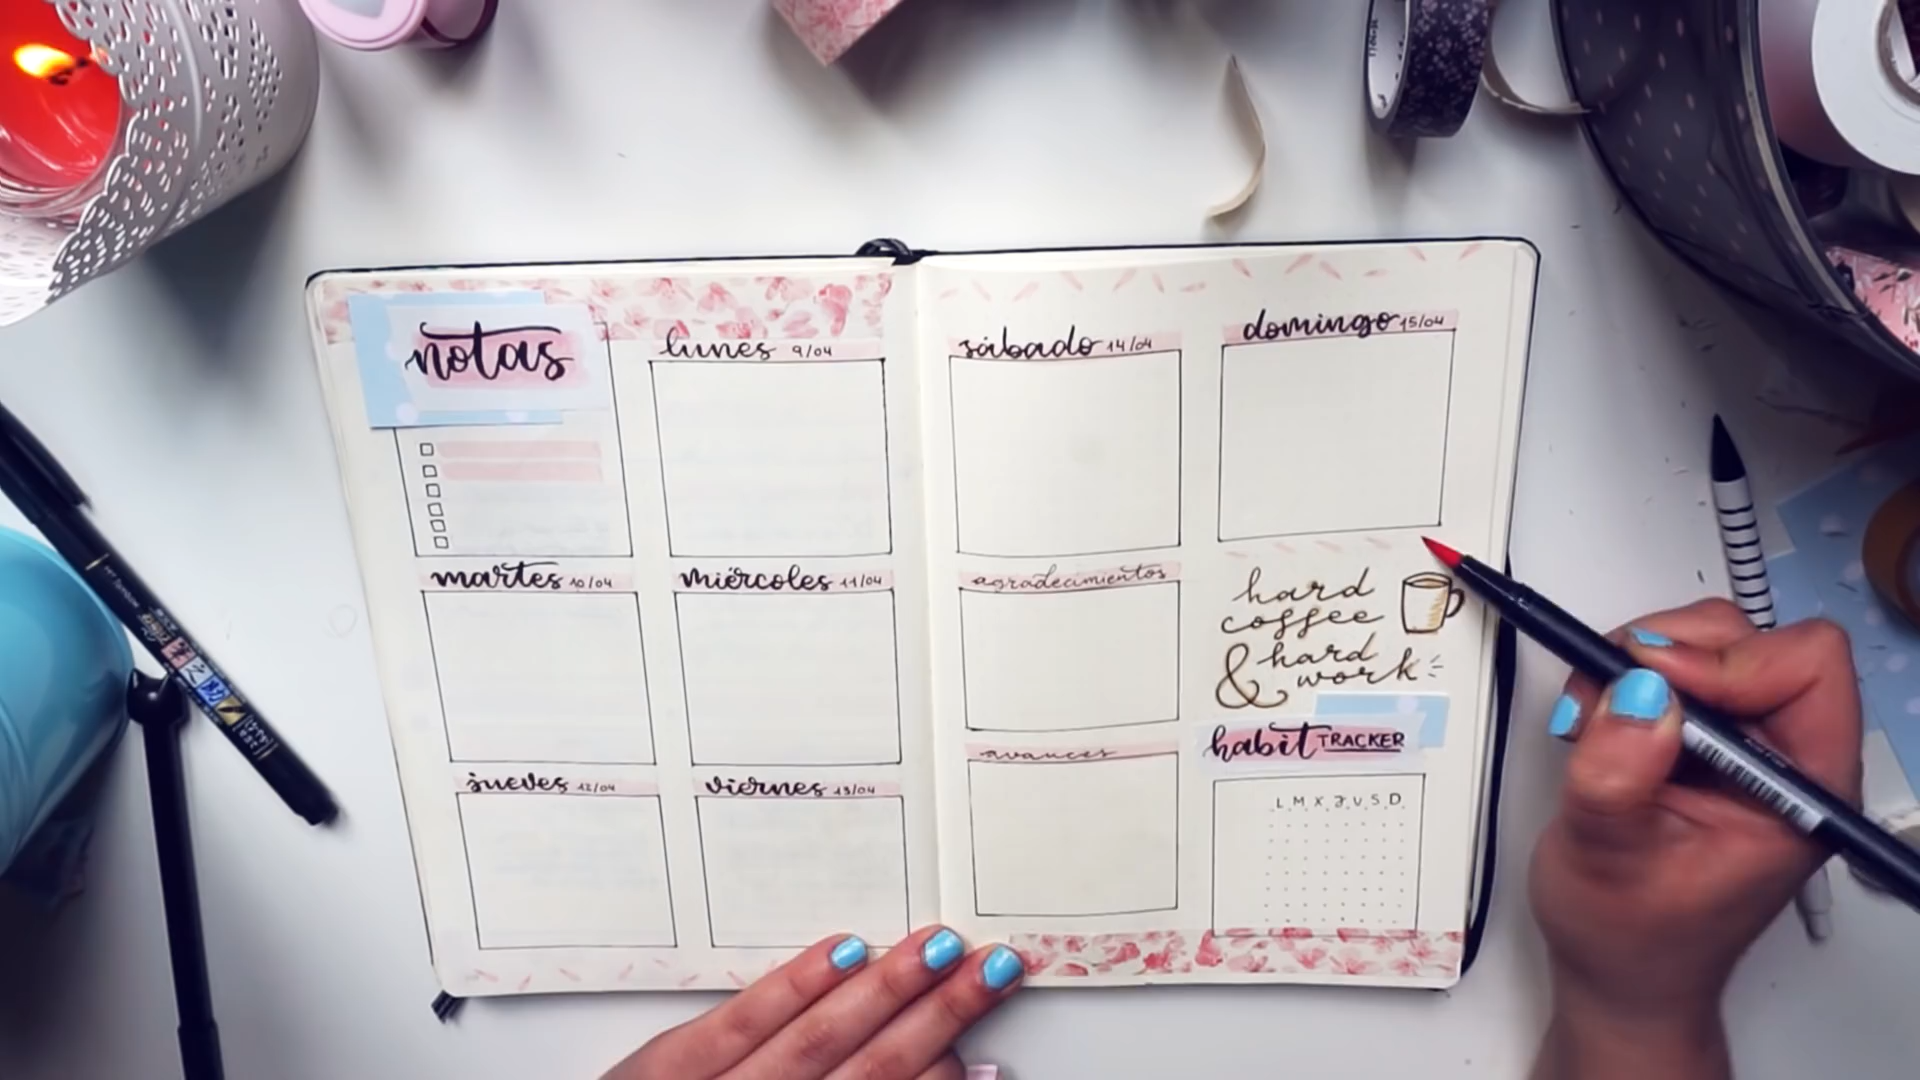 notas
lunes 9/04
martes 10/04
miércoles 11/04
jueves 12/04
viernes 13/04
sábado 14/04
domingo 15/04
agradecimientos
avances
hard
coffee
& hard
work
habit TRACKER
L M X J V S D